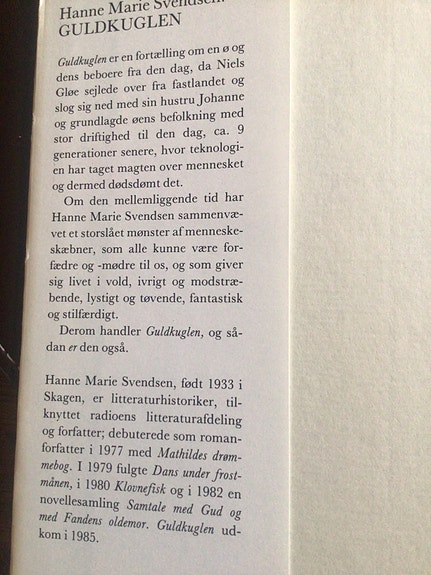 Hanne Marie Svendsen:
GULDKUGLEN
Guldkuglen er en fortælling om en ø og
dens beboere fra den dag, da Niels
Gløe sejlede over fra fastlandet og
slog sig ned med sin hustru Johanne
og grundlagde øens befolkning med
stor driftighed til den dag, ca. 9
generationer senere, hvor teknologi-
en har taget magten over mennesket
og dermed dødsdømt det.
Om den mellemliggende tid har
Hanne Marie Svendsen sammenvæ-
vet et storslået mønster af menneske-
skæbner, som alle kunne være for-
fædre og -mødre til os, og som giver
sig livet i vold, ivrigt og modstræ-
bende, lystigt og tøvende, fantastisk
og stilfærdigt.
Derom handler Guldkuglen, og så-
dan er den også.
Hanne Marie Svendsen, født 1933 i
Skagen, er litteraturhistoriker, til-
knyttet radioens litteraturafdeling
og forfatter; debuterede som roman-
forfatter i 1977 med Mathildes drøm-
mebog. I 1979 fulgte Dans under frost-
månen, i 1980 Klovnefisk og i 1982 en
novellesamling Samtale med Gud og
med Fandens oldemor. Guldkuglen ud-
kom i 1985.